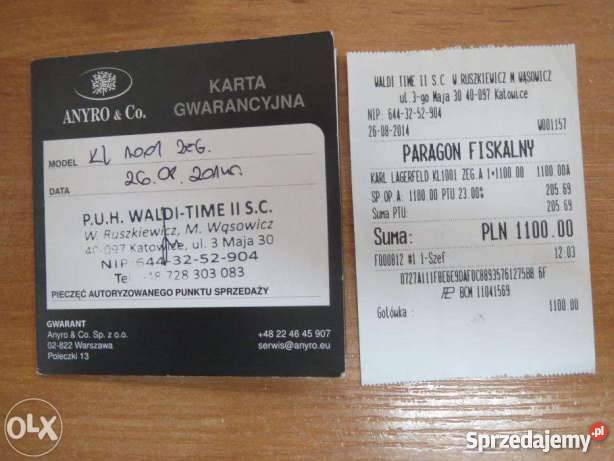 ANYRO & Co.
KARTA
GWARANCYJNA
MODEL KL 1001 ZEG.
DATA 26.08.2014r.
P.U.H. WALDI-TIME II S.C.
W. Ruszkiewicz, M. Wąsowicz
40-097 Katowice, ul. 3 Maja 30
NIP 644-32-52-904
Tel. +48 728 303 083
PIECZĘĆ AUTORYZOWANEGO PUNKTU SPRZEDAŻY
GWARANT
Anyro & Co. Sp. z o.o.
02-822 Warszawa
Poleczki 13
+48 22 46 45 907
serwis@anyro.eu
WALDI TIME II S.C. W RUSZKIEWICZ M.WĄSOWICZ
ul.3-go Maja 30 40-097 Katowice
NIP: 644-32-52-904
26-08-2014 W001157
PARAGON FISKALNY
KARL LAGERFELD KL1001 ZEG.A 1*1100 00 1100.00A
SP.OP.A: 1100.00 PTU 23.00% 205.69
Suma PTU: 205.69
Suma: PLN 1100.00
F000812 #1 1-Szef 12:03
BCM 11041569
Gotówka: 1100.00
OLX
Sprzedajemy.pl